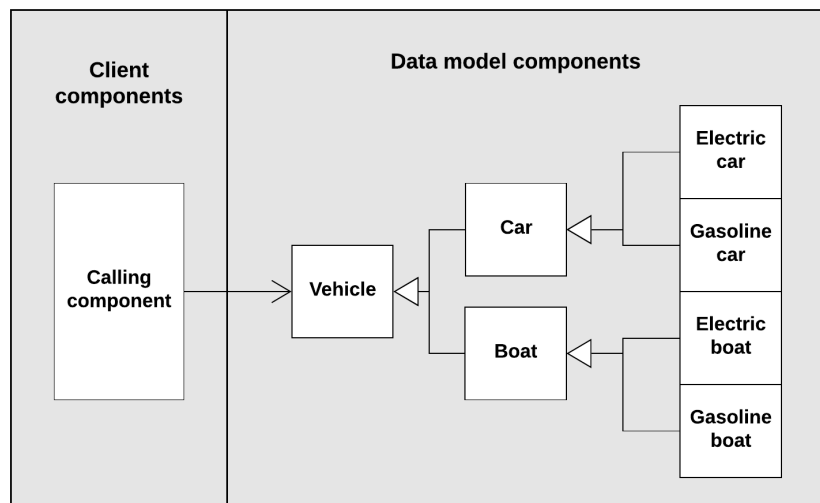 Client
components
Data model components
Calling
component
Vehicle
Car
Boat
Electric
car
Gasoline
car
Electric
boat
Gasoline
boat